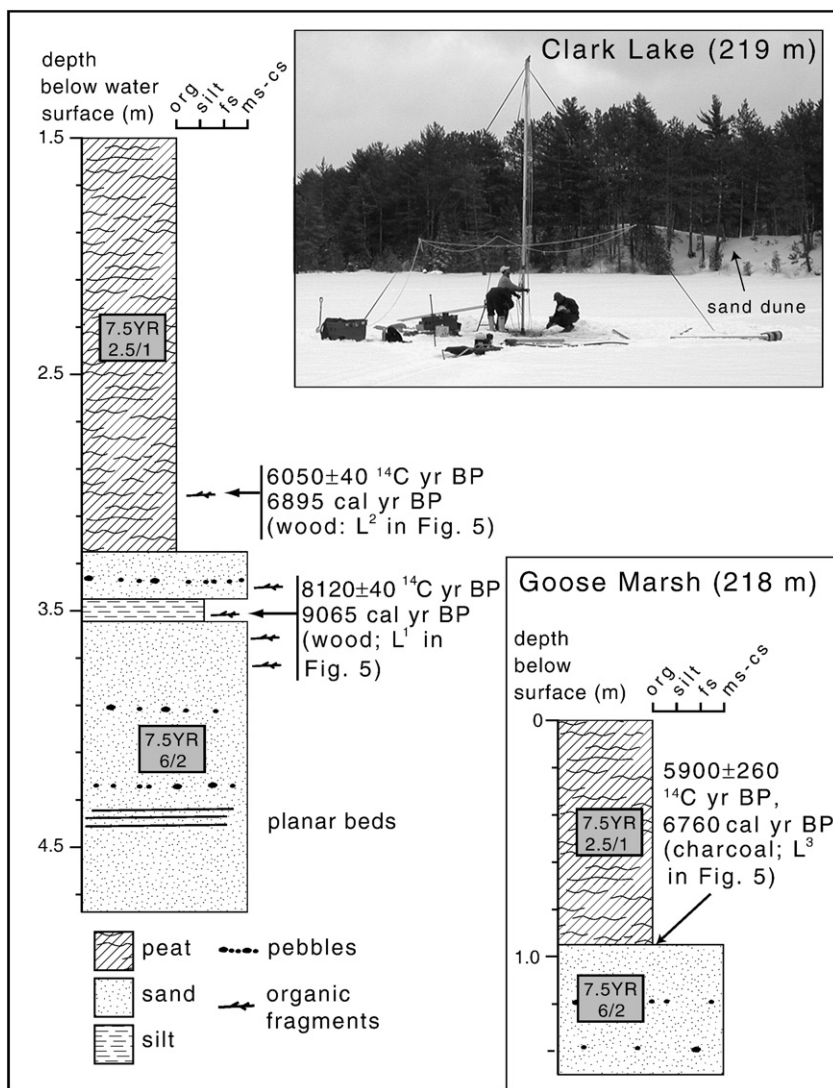 depth
below water
surface (m)
org
silt
fs
ms-cs
1.5
2.5
3.5
4.5
7.5YR
2.5/1
Clark Lake (219 m)
sand dune
6050±40 ¹⁴C yr BP
6895 cal yr BP
(wood: L² in Fig. 5)
8120±40 ¹⁴C yr BP
9065 cal yr BP
(wood; L¹ in
Fig. 5)
7.5YR
6/2
planar beds
peat
pebbles
sand
organic
fragments
silt
Goose Marsh (218 m)
depth
below
surface (m)
org
silt
fs
ms-cs
0
1.0
7.5YR
2.5/1
5900±260
¹⁴C yr BP,
6760 cal yr BP
(charcoal; L³
in Fig. 5)
7.5YR
6/2